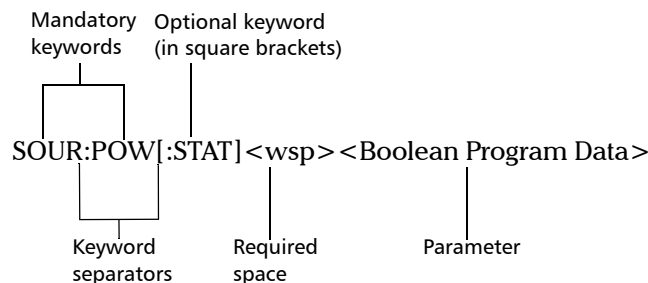 Mandatory
keywords
Optional keyword
(in square brackets)
SOUR:POW[:STAT]<wsp><Boolean Program Data>
Keyword
separators
Required
space
Parameter